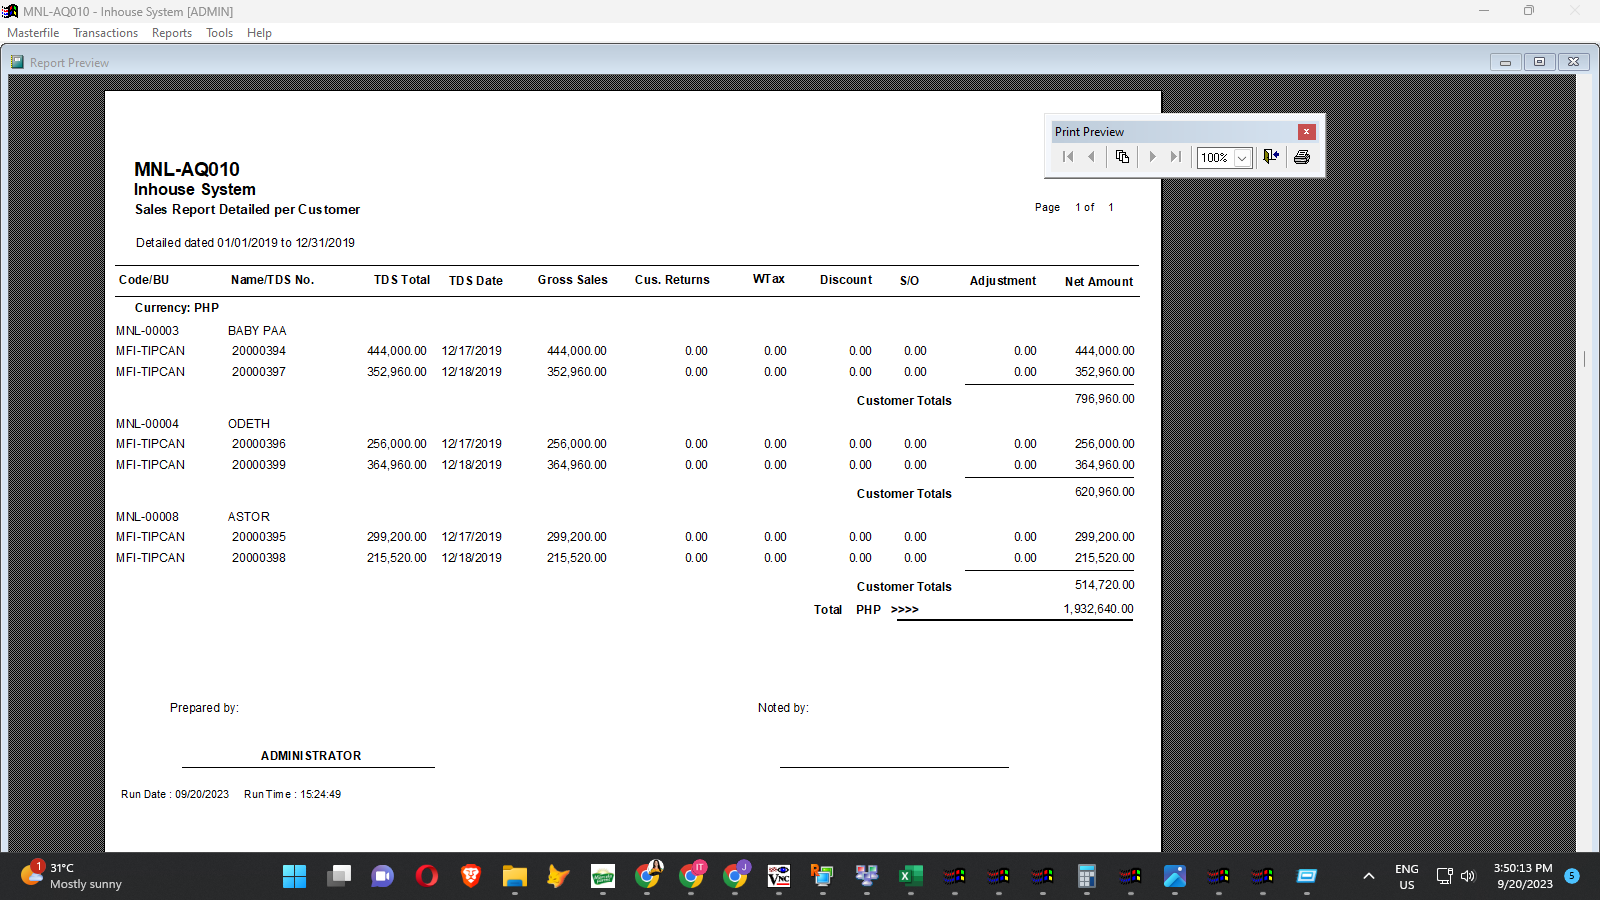 MNL-AQ010 - Inhouse System [ADMIN]
Masterfile Transactions Reports Tools Help
Report Preview
Print Preview
100%
MNL-AQ010
Inhouse System
Sales Report Detailed per Customer
Page 1 of 1
Detailed dated 01/01/2019 to 12/31/2019
Code/BU Name/TDS No. TDS Total TDS Date Gross Sales Cus. Returns WTax Discount S/O Adjustment Net Amount
Currency: PHP
MNL-00003 BABY PAA
MFI-TIPCAN 20000394 444,000.00 12/17/2019 444,000.00 0.00 0.00 0.00 0.00 0.00 444,000.00
MFI-TIPCAN 20000397 352,960.00 12/18/2019 352,960.00 0.00 0.00 0.00 0.00 0.00 352,960.00
Customer Totals 796,960.00
MNL-00004 ODETH
MFI-TIPCAN 20000396 256,000.00 12/17/2019 256,000.00 0.00 0.00 0.00 0.00 0.00 256,000.00
MFI-TIPCAN 20000399 364,960.00 12/18/2019 364,960.00 0.00 0.00 0.00 0.00 0.00 364,960.00
Customer Totals 620,960.00
MNL-00008 ASTOR
MFI-TIPCAN 20000395 299,200.00 12/17/2019 299,200.00 0.00 0.00 0.00 0.00 0.00 299,200.00
MFI-TIPCAN 20000398 215,520.00 12/18/2019 215,520.00 0.00 0.00 0.00 0.00 0.00 215,520.00
Customer Totals 514,720.00
Total PHP >>>> 1,932,640.00
Prepared by: Noted by:
ADMINISTRATOR
Run Date : 09/20/2023 Run Time : 15:24:49
1
31°C
Mostly sunny
IT
J
VNC
ENG
US
3:50:13 PM
9/20/2023
5